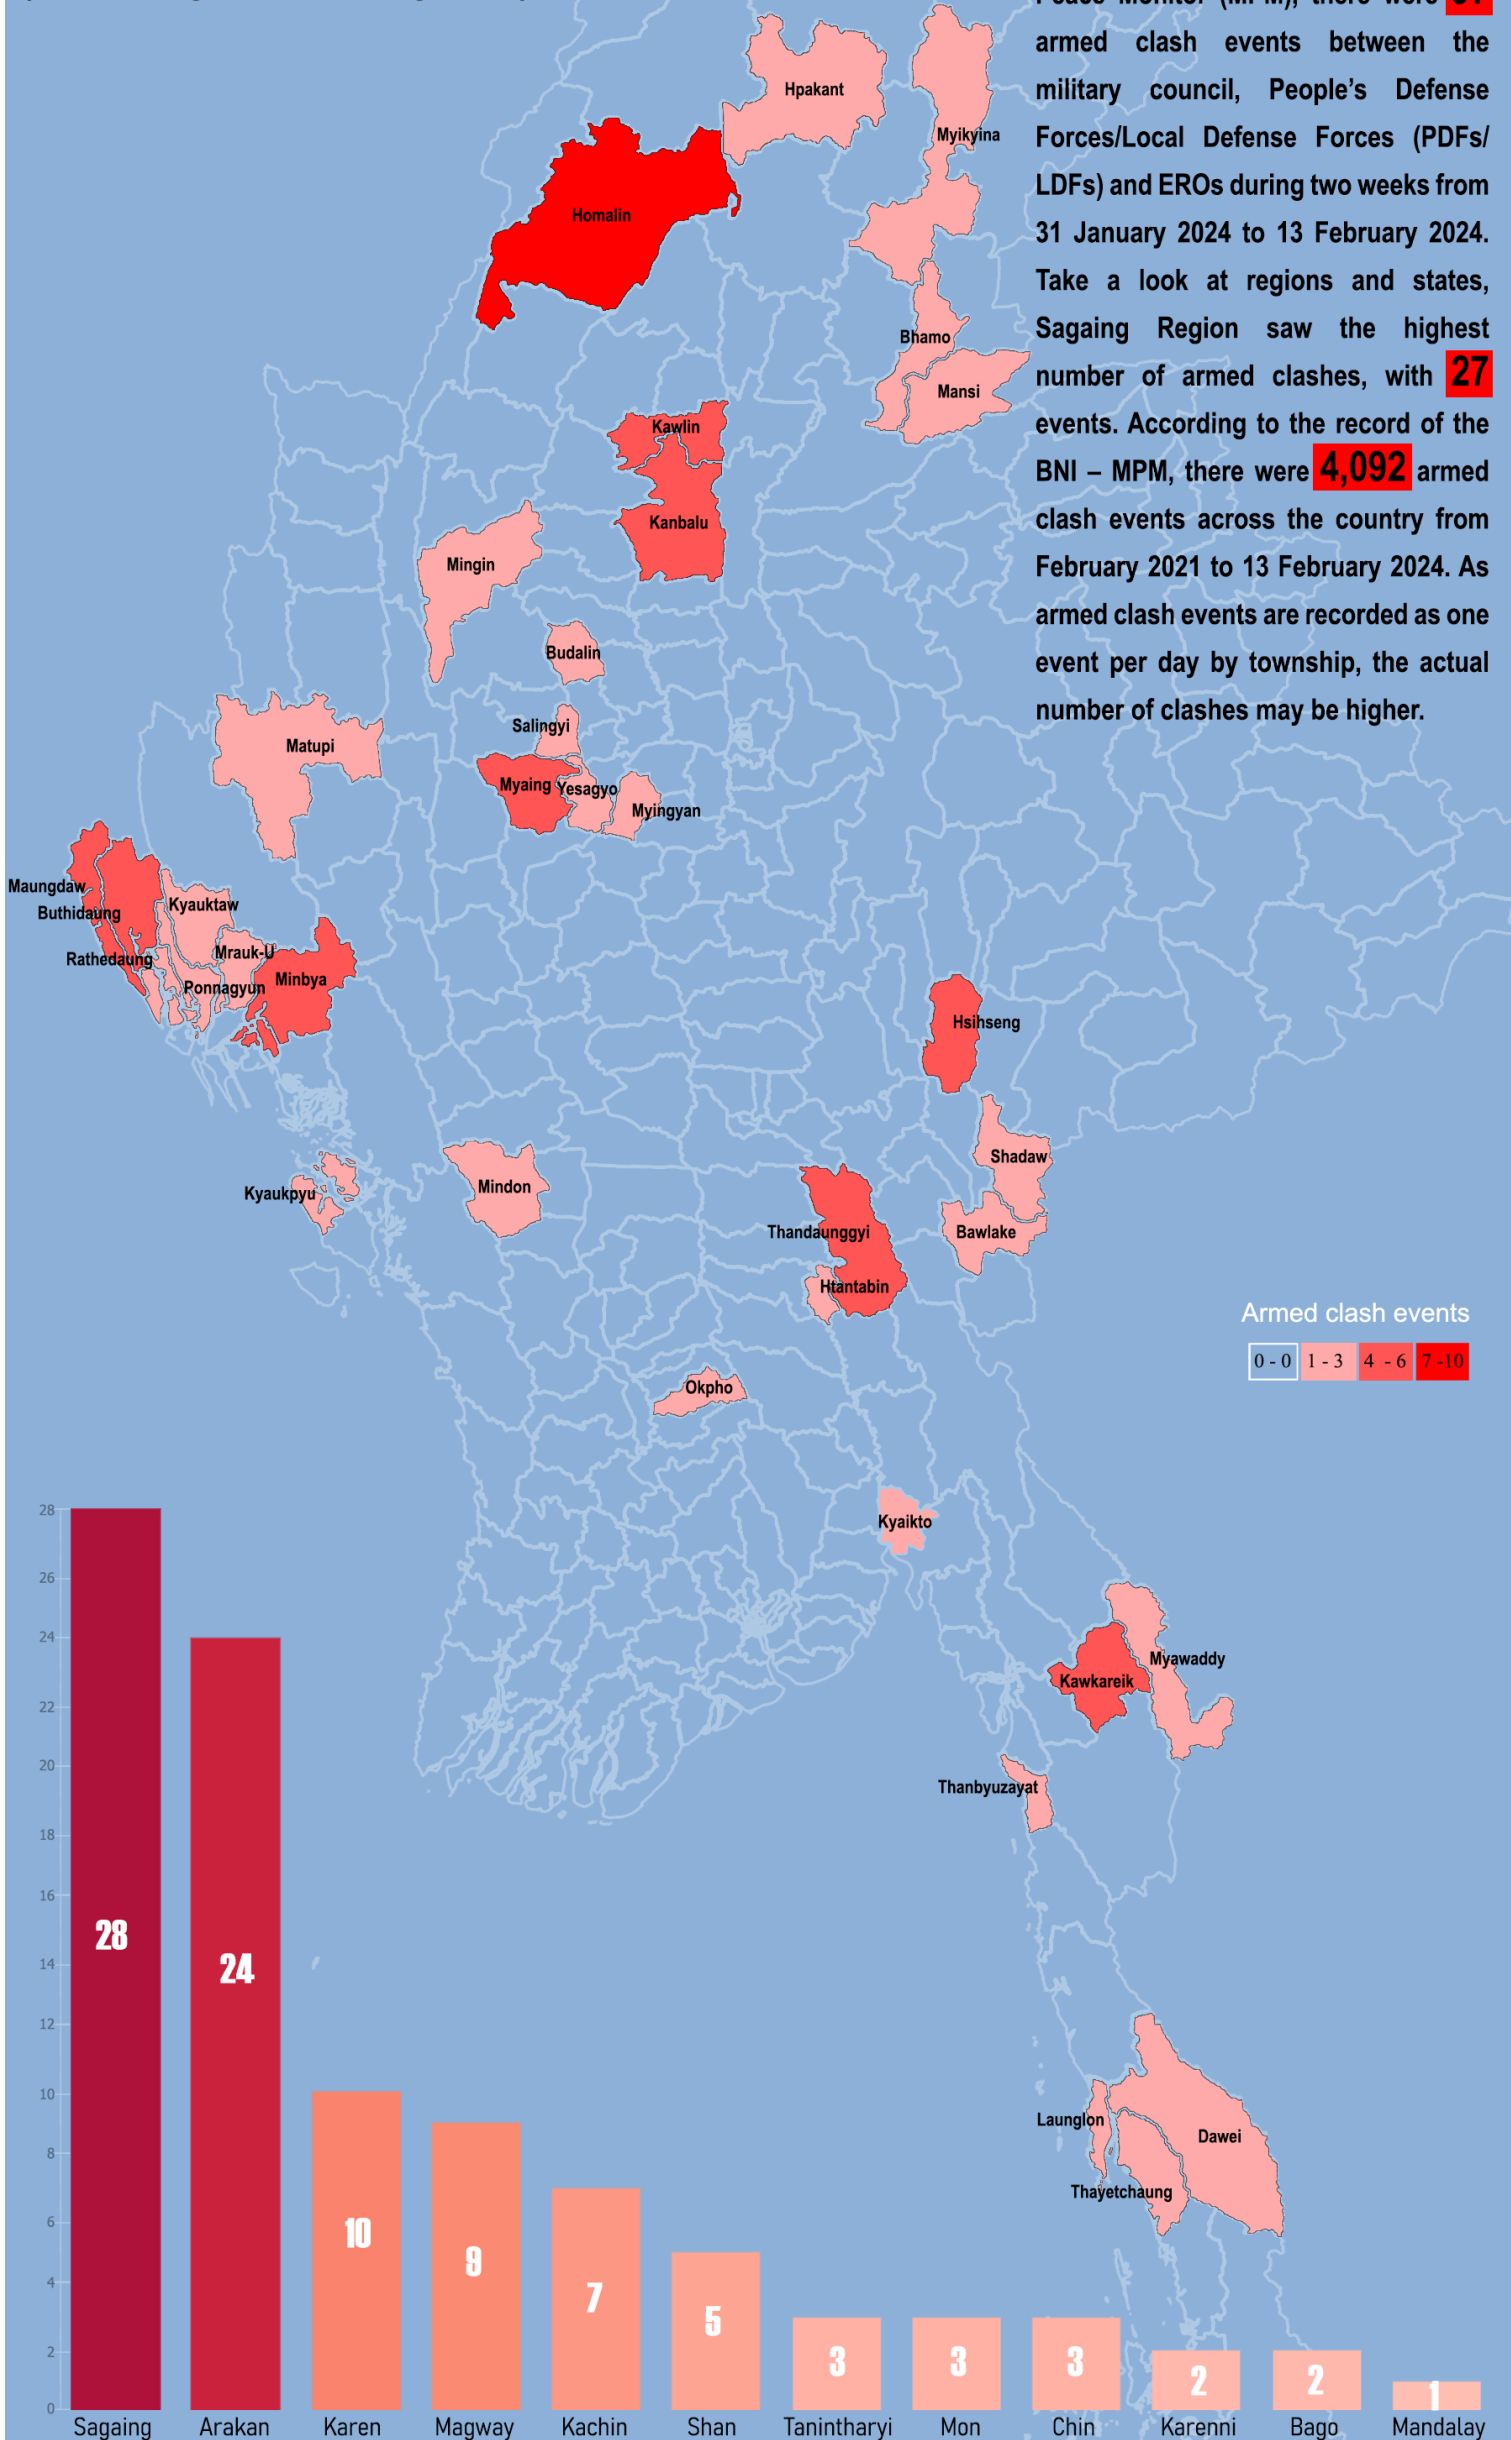 Peace Monitor (MPM), there were
armed clash events between the
military council, People's Defense
Forces/Local Defense Forces (PDFs/
LDFs) and EROs during two weeks from
31 January 2024 to 13 February 2024.
Take a look at regions and states,
Sagaing Region saw the highest
number of armed clashes, with 27
events. According to the record of the
BNI – MPM, there were 4,092 armed
clash events across the country from
February 2021 to 13 February 2024. As
armed clash events are recorded as one
event per day by township, the actual
number of clashes may be higher.
Hpakant
Myikyina
Homalin
Bhamo
Mansi
Kawlin
Kanbalu
Mingin
Budalin
Salingyi
Matupi
Myaing
Yesagyo
Myingyan
Maungdaw
Buthidaung
Kyauktaw
Rathedaung
Mrauk-U
Minbya
Ponnagyun
Hsihseng
Shadaw
Kyaukpyu
Mindon
Thandaunggyi
Bawlake
Htantabin
Armed clash events
0 - 0 1 - 3 4 - 6 7 -10
Okpho
Kyaikto
Myawaddy
Kawkareik
Thanbyuzayat
Launglon
Dawei
Thayetchaung
28
26
24
22
20
18
16
14
12
10
8
6
4
2
0
28
24
10
9
7
5
3
3
3
2
2
1
Sagaing Arakan Karen Magway Kachin Shan Tanintharyi Mon Chin Karenni Bago Mandalay